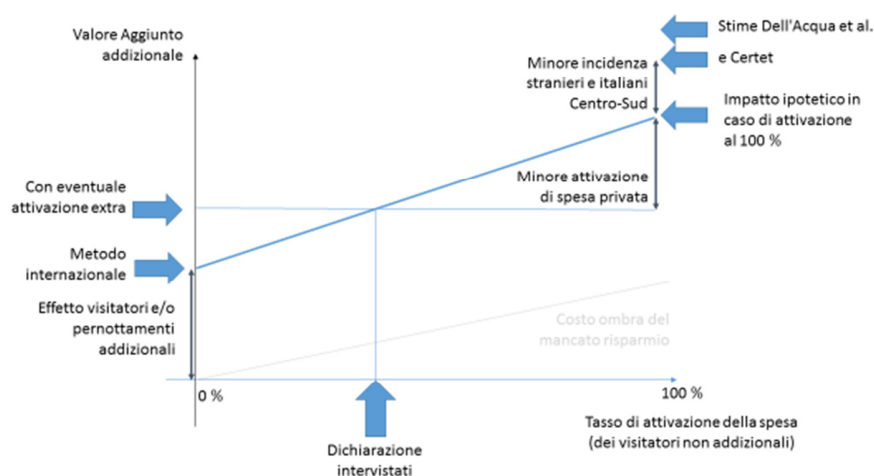 Valore Aggiunto
addizionale
Stime Dell'Acqua et al.
e Certet
Minore incidenza
stranieri e italiani
Centro-Sud
Impatto ipotetico in
caso di attivazione
al 100 %
Con eventuale
attivazione extra
Minore attivazione
di spesa privata
Metodo
internazionale
Effetto visitatori e/o
pernottamenti
addizionali
Costo ombra del
mancato risparmio
0 %
100 %
Tasso di attivazione della spesa
(dei visitatori non addizionali)
Dichiarazione
intervistati